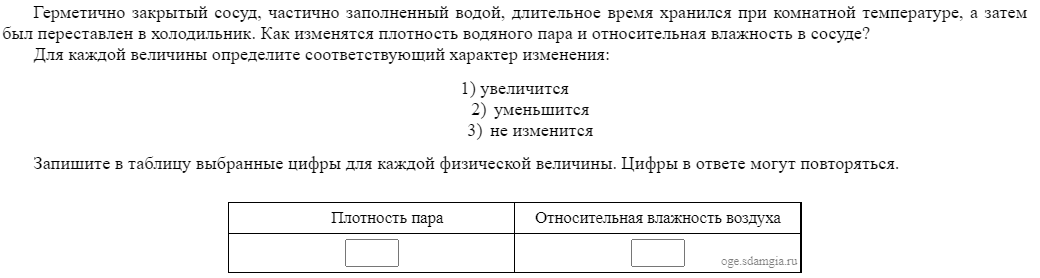 Герметично закрытый сосуд, частично заполненный водой, длительное время хранился при комнатной температуре, а затем
был переставлен в холодильник. Как изменятся плотность водяного пара и относительная влажность в сосуде?
Для каждой величины определите соответствующий характер изменения:
1) увеличится
2) уменьшится
3) не изменится
Запишите в таблицу выбранные цифры для каждой физической величины. Цифры в ответе могут повторяться.
Плотность пара Относительная влажность воздуха
oge.sdamgia.ru